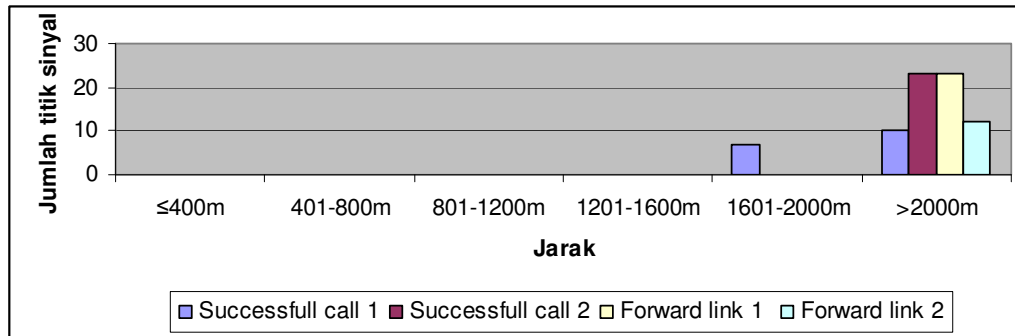 Jumlah titik sinyal
30
20
10
0
≤400m 401-800m 801-1200m 1201-1600m 1601-2000m >2000m
Jarak
Successfull call 1 Successfull call 2 Forward link 1 Forward link 2